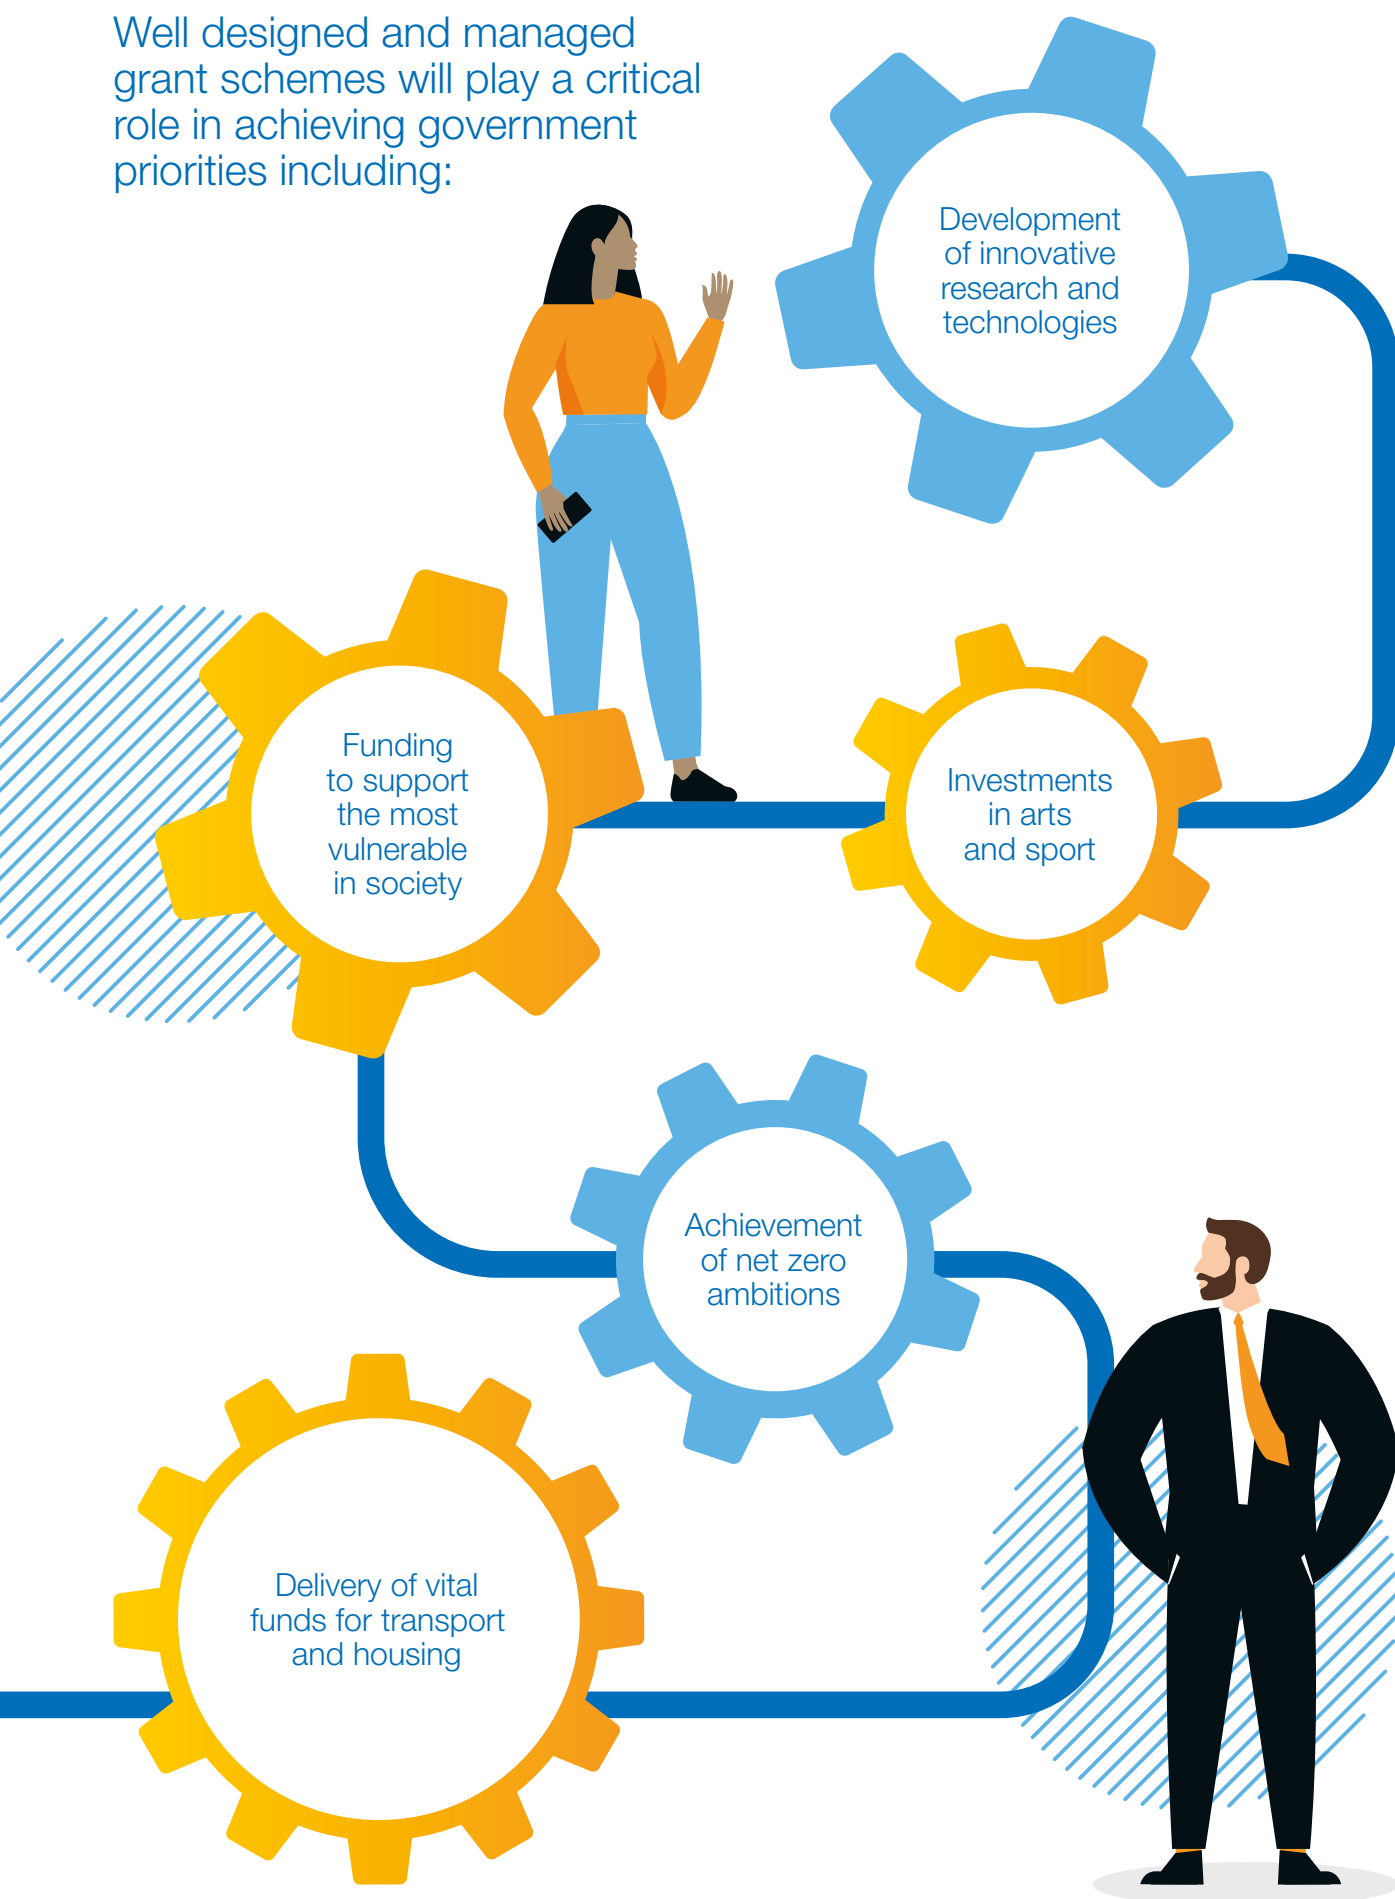 Well designed and managed
grant schemes will play a critical
role in achieving government
priorities including:
Development
of innovative
research and
technologies
Funding
to support
the most
vulnerable
in society
Investments
in arts
and sport
Achievement
of net zero
ambitions
Delivery of vital
funds for transport
and housing